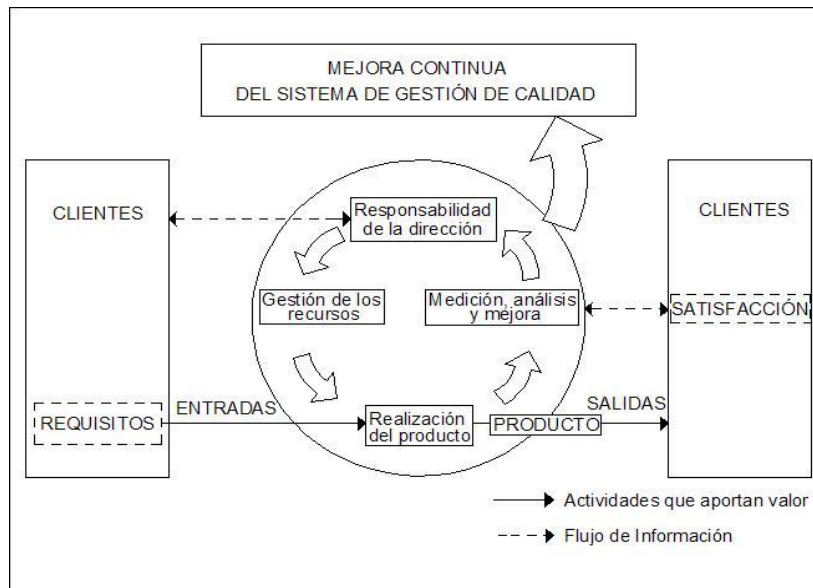 MEJORA CONTINUA
DEL SISTEMA DE GESTIÓN DE CALIDAD
CLIENTES
Responsabilidad
de la dirección
CLIENTES
Gestión de los
recursos
Medición, análisis
y mejora
SATISFACCIÓN
REQUISITOS
ENTRADAS
Realización
del producto
PRODUCTO
SALIDAS
Actividades que aportan valor
Flujo de Información